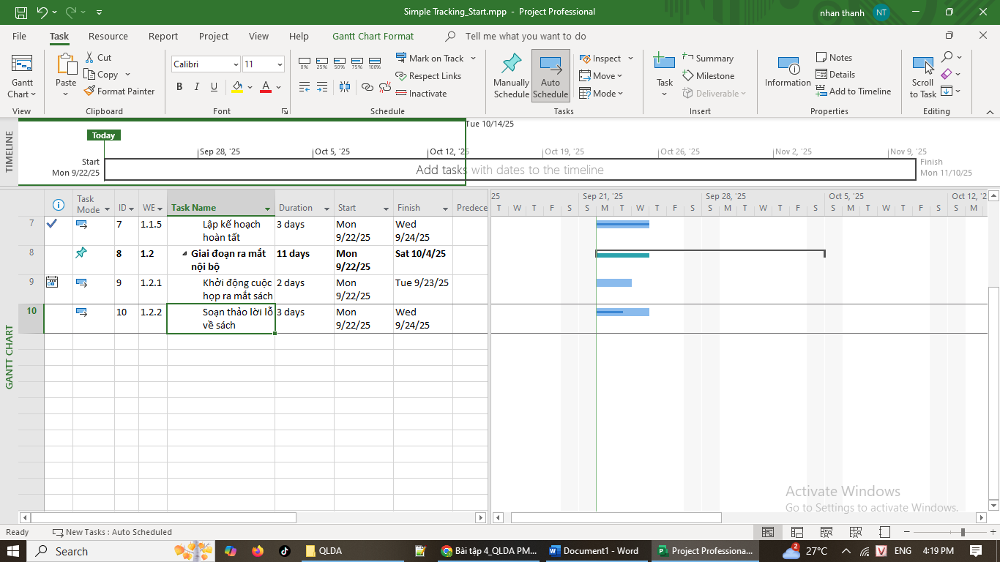 Simple Tracking_Start.mpp - Project Professional
nhan thanh NT
File Task Resource Report Project View Help Gantt Chart Format Tell me what you want to do
Gantt Chart
View
Paste
Cut
Copy
Format Painter
Clipboard
Calibri 11
B I U A
Font
0% 25% 50% 75% 100%
Mark on Track
Respect Links
Inactivate
Schedule
Manually Schedule
Auto Schedule
Inspect
Move
Mode
Tasks
Task
Summary
Milestone
Deliverable
Insert
Information
Notes
Details
Add to Timeline
Properties
Scroll to Task
Editing
TIMELINE
Tue 10/14/25
Today
Sep 28, '25 Oct 5, '25 Oct 12, '25 Oct 19, '25 Oct 26, '25 Nov 2, '25 Nov 9, '25
Start
Mon 9/22/25
Add tasks with dates to the timeline
Finish
Mon 11/10/25
GANTT CHART
Task Mode ID WE Task Name Duration Start Finish Predece
25 Sep 21, '25 Sep 28, '25 Oct 5, '25 Oct 12, '2
T W T F S S M T W T F S S M T W T F S S M T W T F S S M
7 7 1.1.5 Lập kế hoạch hoàn tất 3 days Mon 9/22/25 Wed 9/24/25
8 8 1.2 Giai đoạn ra mắt nội bộ 11 days Mon 9/22/25 Sat 10/4/25
9 9 1.2.1 Khởi động cuộc họp ra mắt sách 2 days Mon 9/22/25 Tue 9/23/25
10 10 1.2.2 Soạn thảo lời lỗ về sách 3 days Mon 9/22/25 Wed 9/24/25
Activate Windows
Go to Settings to activate Windows.
Ready New Tasks : Auto Scheduled
Search
QLDA
Bài tập 4_QLDA PM...
Document1 - Word
Project Professiona...
2
27°C
V
ENG
4:19 PM